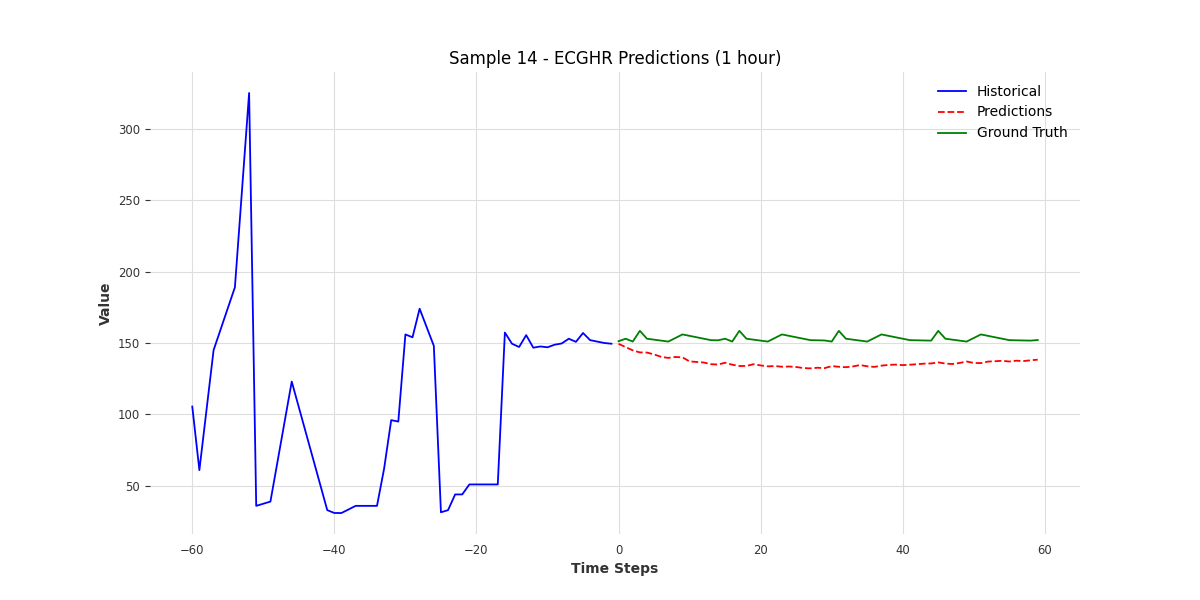 Sample 14 - ECGHR Predictions (1 hour)
Historical
Predictions
Ground Truth
Value
300
250
200
150
100
50
−60
−40
−20
0
20
40
60
Time Steps